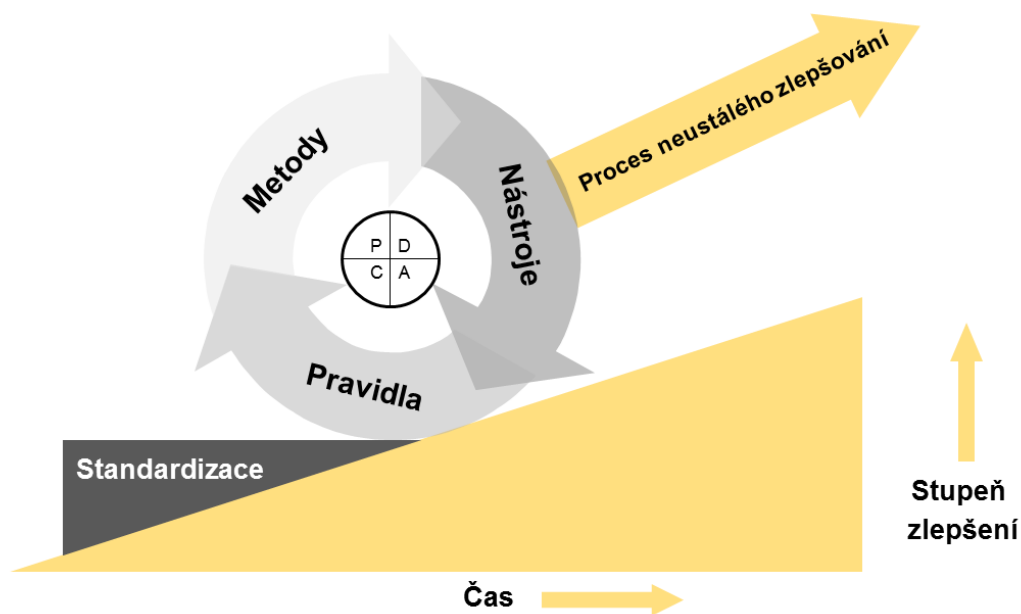 Proces neustálého zlepšování
Metody
Nástroje
P D
C A
Pravidla
Standardizace
Stupeň
zlepšení
Čas